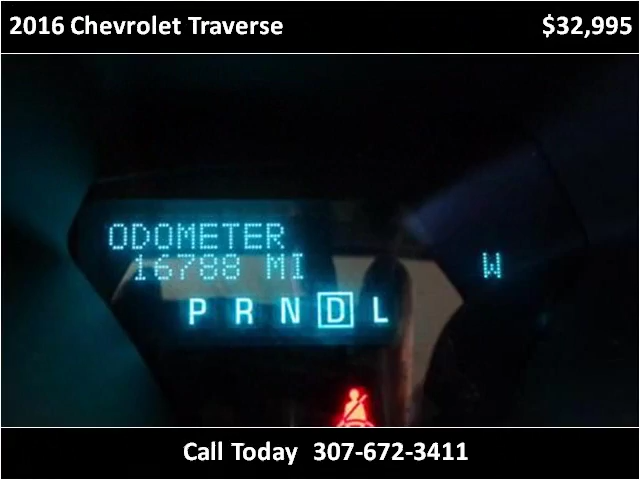 2016 Chevrolet Traverse $32,995
ODOMETER
16788 MI
W
P R N D L
Call Today 307-672-3411